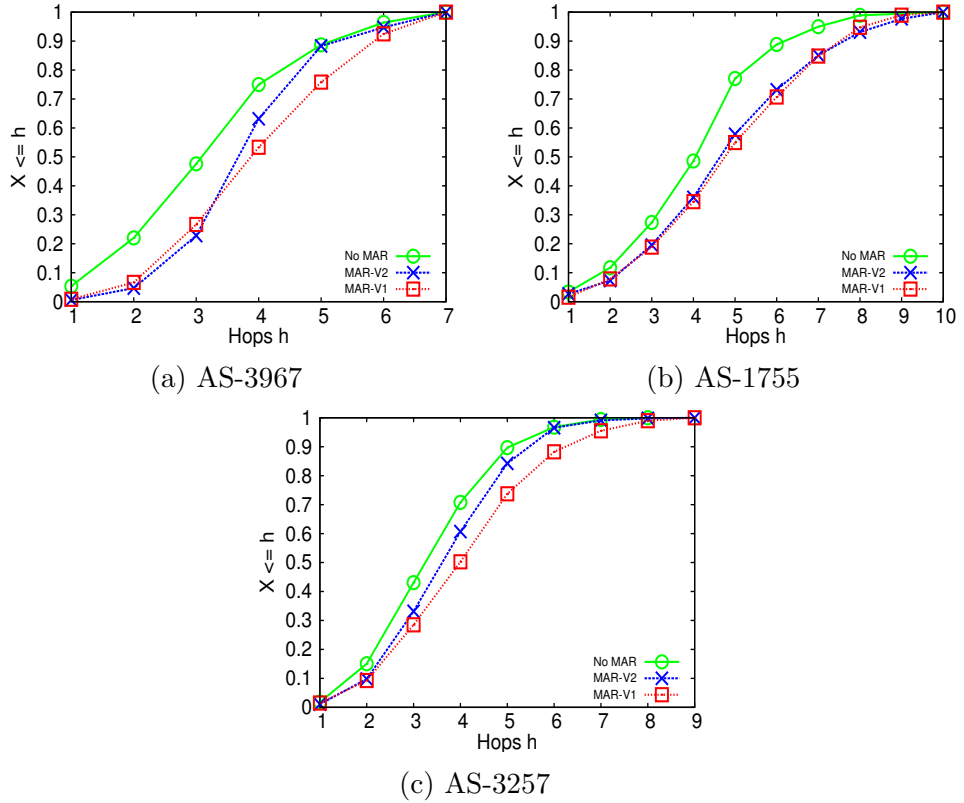 1
0.9
0.8
0.7
0.6
0.5
0.4
0.3
0.2
0.1
0
X <= h
No MAR
MAR-V2
MAR-V1
1 2 3 4 5 6 7
Hops h
(a) AS-3967
1
0.9
0.8
0.7
0.6
0.5
0.4
0.3
0.2
0.1
0
X <= h
No MAR
MAR-V2
MAR-V1
1 2 3 4 5 6 7 8 9 10
Hops h
(b) AS-1755
1
0.9
0.8
0.7
0.6
0.5
0.4
0.3
0.2
0.1
0
X <= h
No MAR
MAR-V2
MAR-V1
1 2 3 4 5 6 7 8 9
Hops h
(c) AS-3257